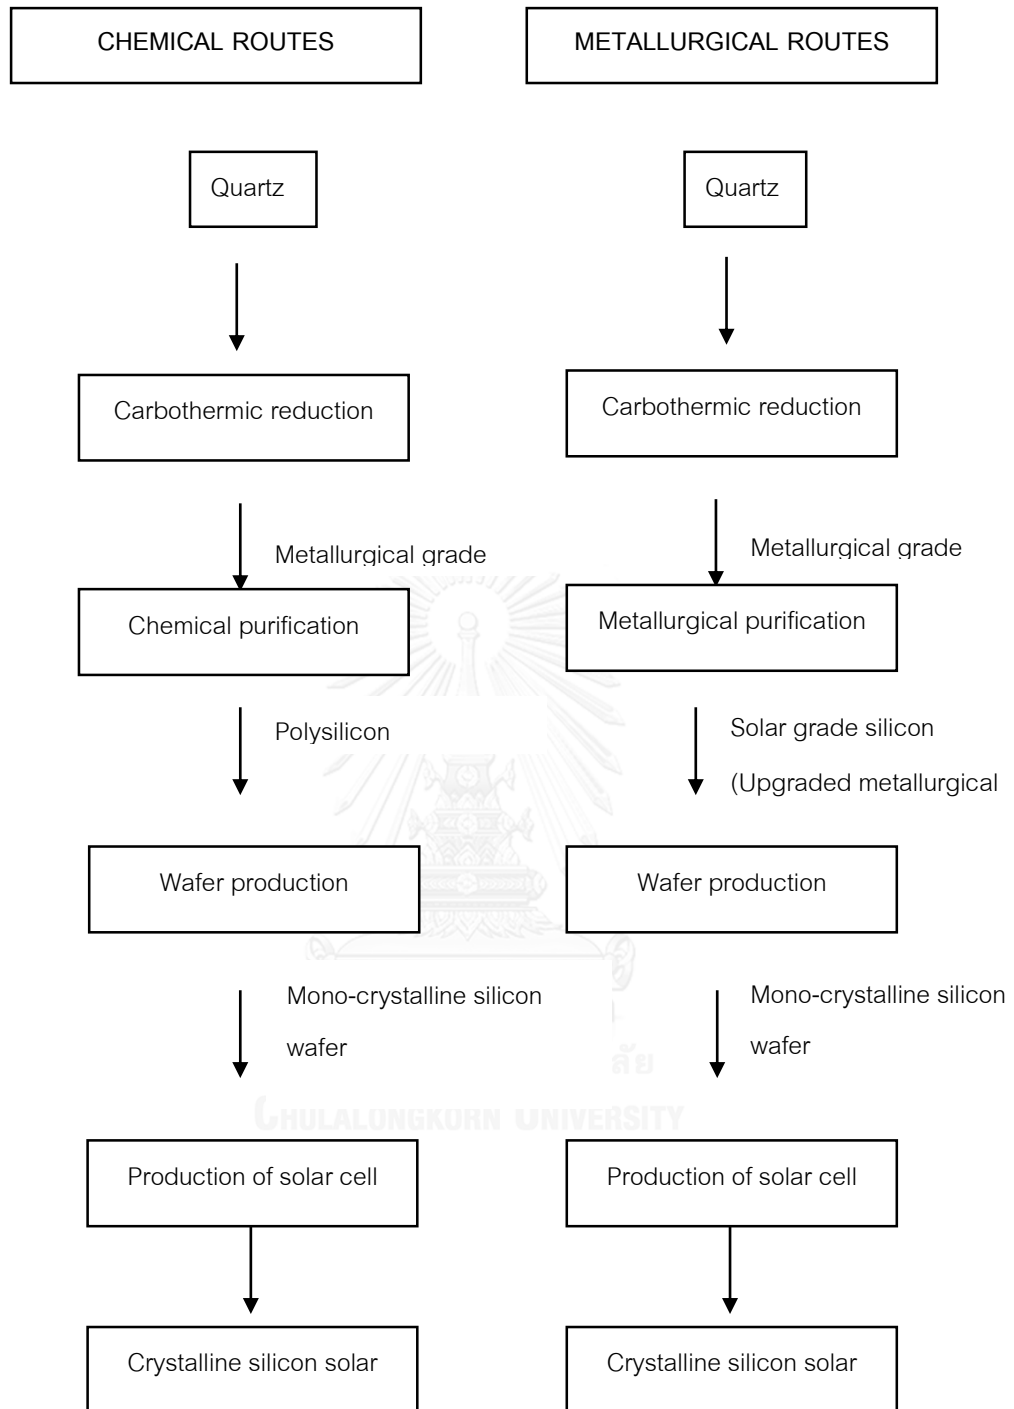 CHEMICAL ROUTES
METALLURGICAL ROUTES
Quartz
Quartz
Carbothermic reduction
Carbothermic reduction
Metallurgical grade
Metallurgical grade
Chemical purification
Metallurgical purification
Polysilicon
Solar grade silicon
(Upgraded metallurgical
Wafer production
Wafer production
Mono-crystalline silicon
wafer
Mono-crystalline silicon
wafer
ลัย
CHULALONGKORN UNIVERSITY
Production of solar cell
Production of solar cell
Crystalline silicon solar
Crystalline silicon solar